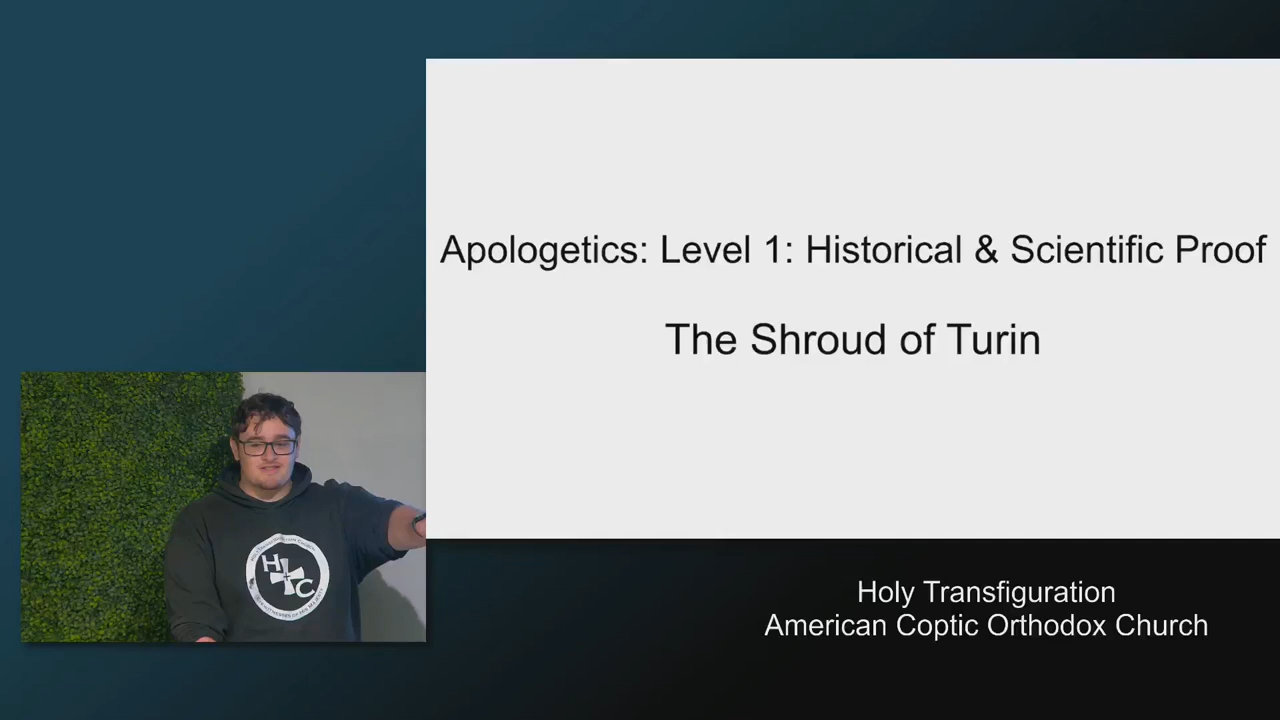 Apologetics: Level 1: Historical & Scientific Proof
The Shroud of Turin
H
C
Holy Transfiguration
American Coptic Orthodox Church